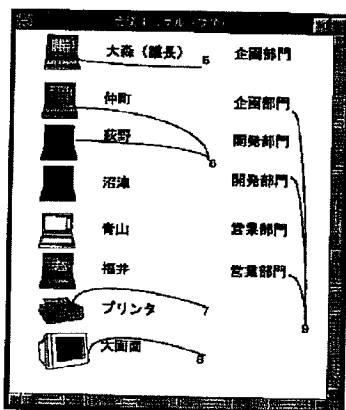 大森（議長） 5 企画部門
仲町 企画部門
荻野 開発部門
6
沼津 開発部門
青山 営業部門
福井 営業部門
プリンタ 7
9
大画面 8